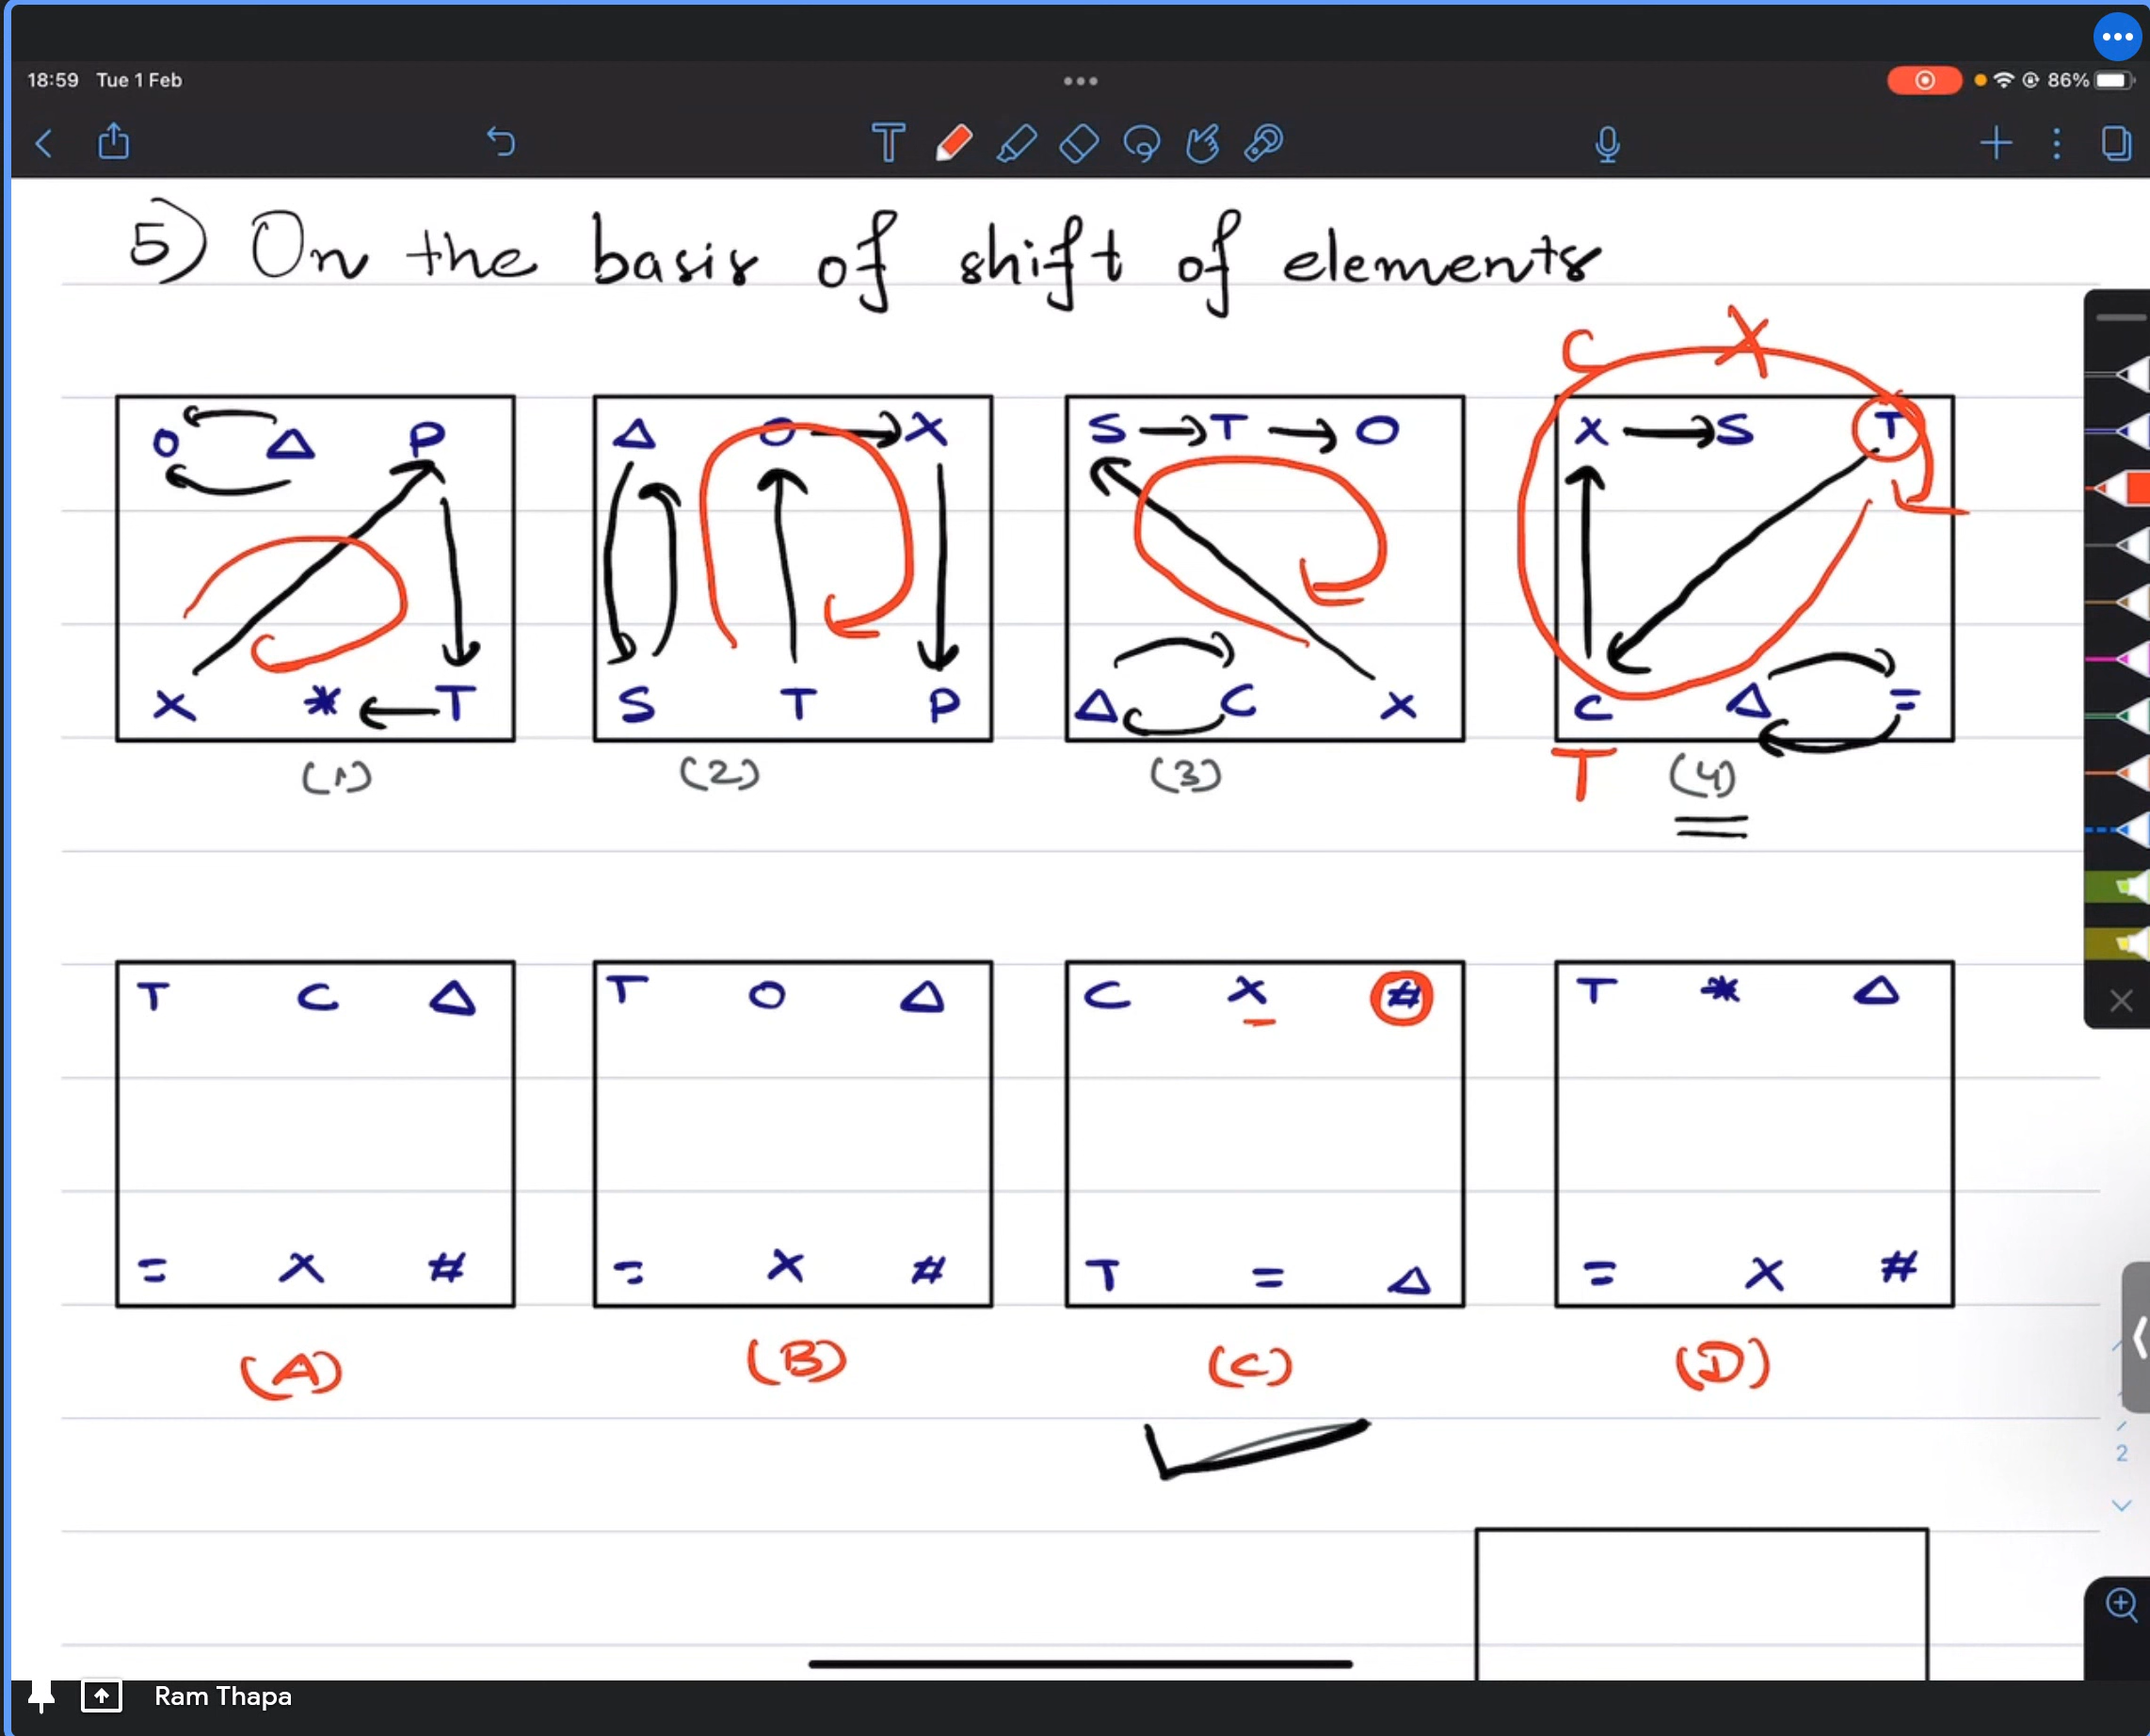 18:59 Tue 1 Feb
86%
5) On the basis of shift of elements
C X
O Δ P
Δ O X
S T O
X S T
X * T
S T P
Δ C X
C Δ =
(1)
(2)
(3)
T (4)
T C Δ
T O Δ
C X #
T * Δ
= X #
= X #
T = Δ
= X #
(A)
(B)
(C)
(D)
2
Ram Thapa